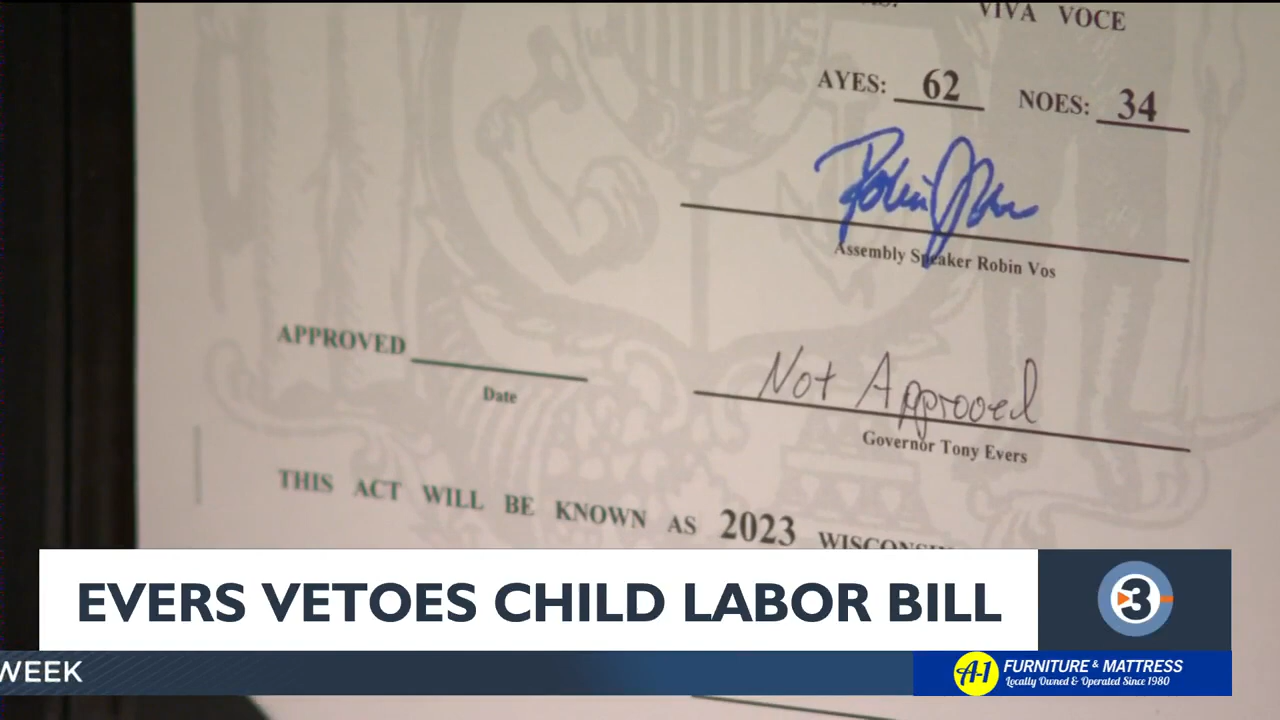 VIVA VOCE
AYES: 62 NOES: 34
Robin Vos
Assembly Speaker Robin Vos
APPROVED
Date
Not Approved
Governor Tony Evers
THIS ACT WILL BE KNOWN AS 2023
EVERS VETOES CHILD LABOR BILL
3
WEEK
A-1 FURNITURE & MATTRESS
Locally Owned & Operated Since 1980